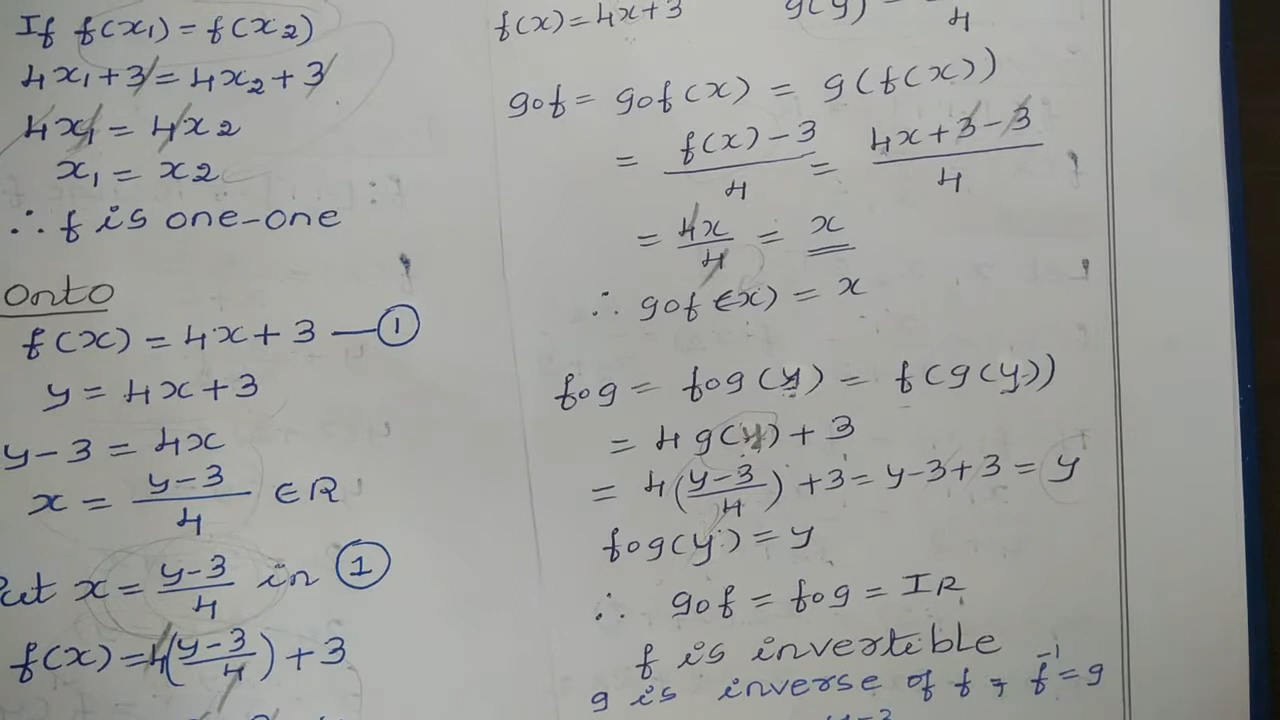 If f(x₁) = f(x₂)
4x₁ + 3 = 4x₂ + 3
4x₁ = 4x₂
x₁ = x₂
∴ f is one-one
Onto
f(x) = 4x + 3 — ①
y = 4x + 3
y - 3 = 4x
x = (y-3)/4 ∈ R
x = (y-3)/4 in ①
f(x) = 4((y-3)/4) + 3
f(x) = 4x + 3 g(y) = /4
gof = gof(x) = g(f(x))
= (f(x) - 3)/4 = (4x + 3 - 3)/4
= 4x/4 = x
∴ gof(x) = x
fog = fog(y) = f(g(y))
= 4 g(y) + 3
= 4((y-3)/4) + 3 = y - 3 + 3 = y
fog(y) = y
∴ gof = fog = IR
f is invertible
g is inverse of f, f⁻¹ = g